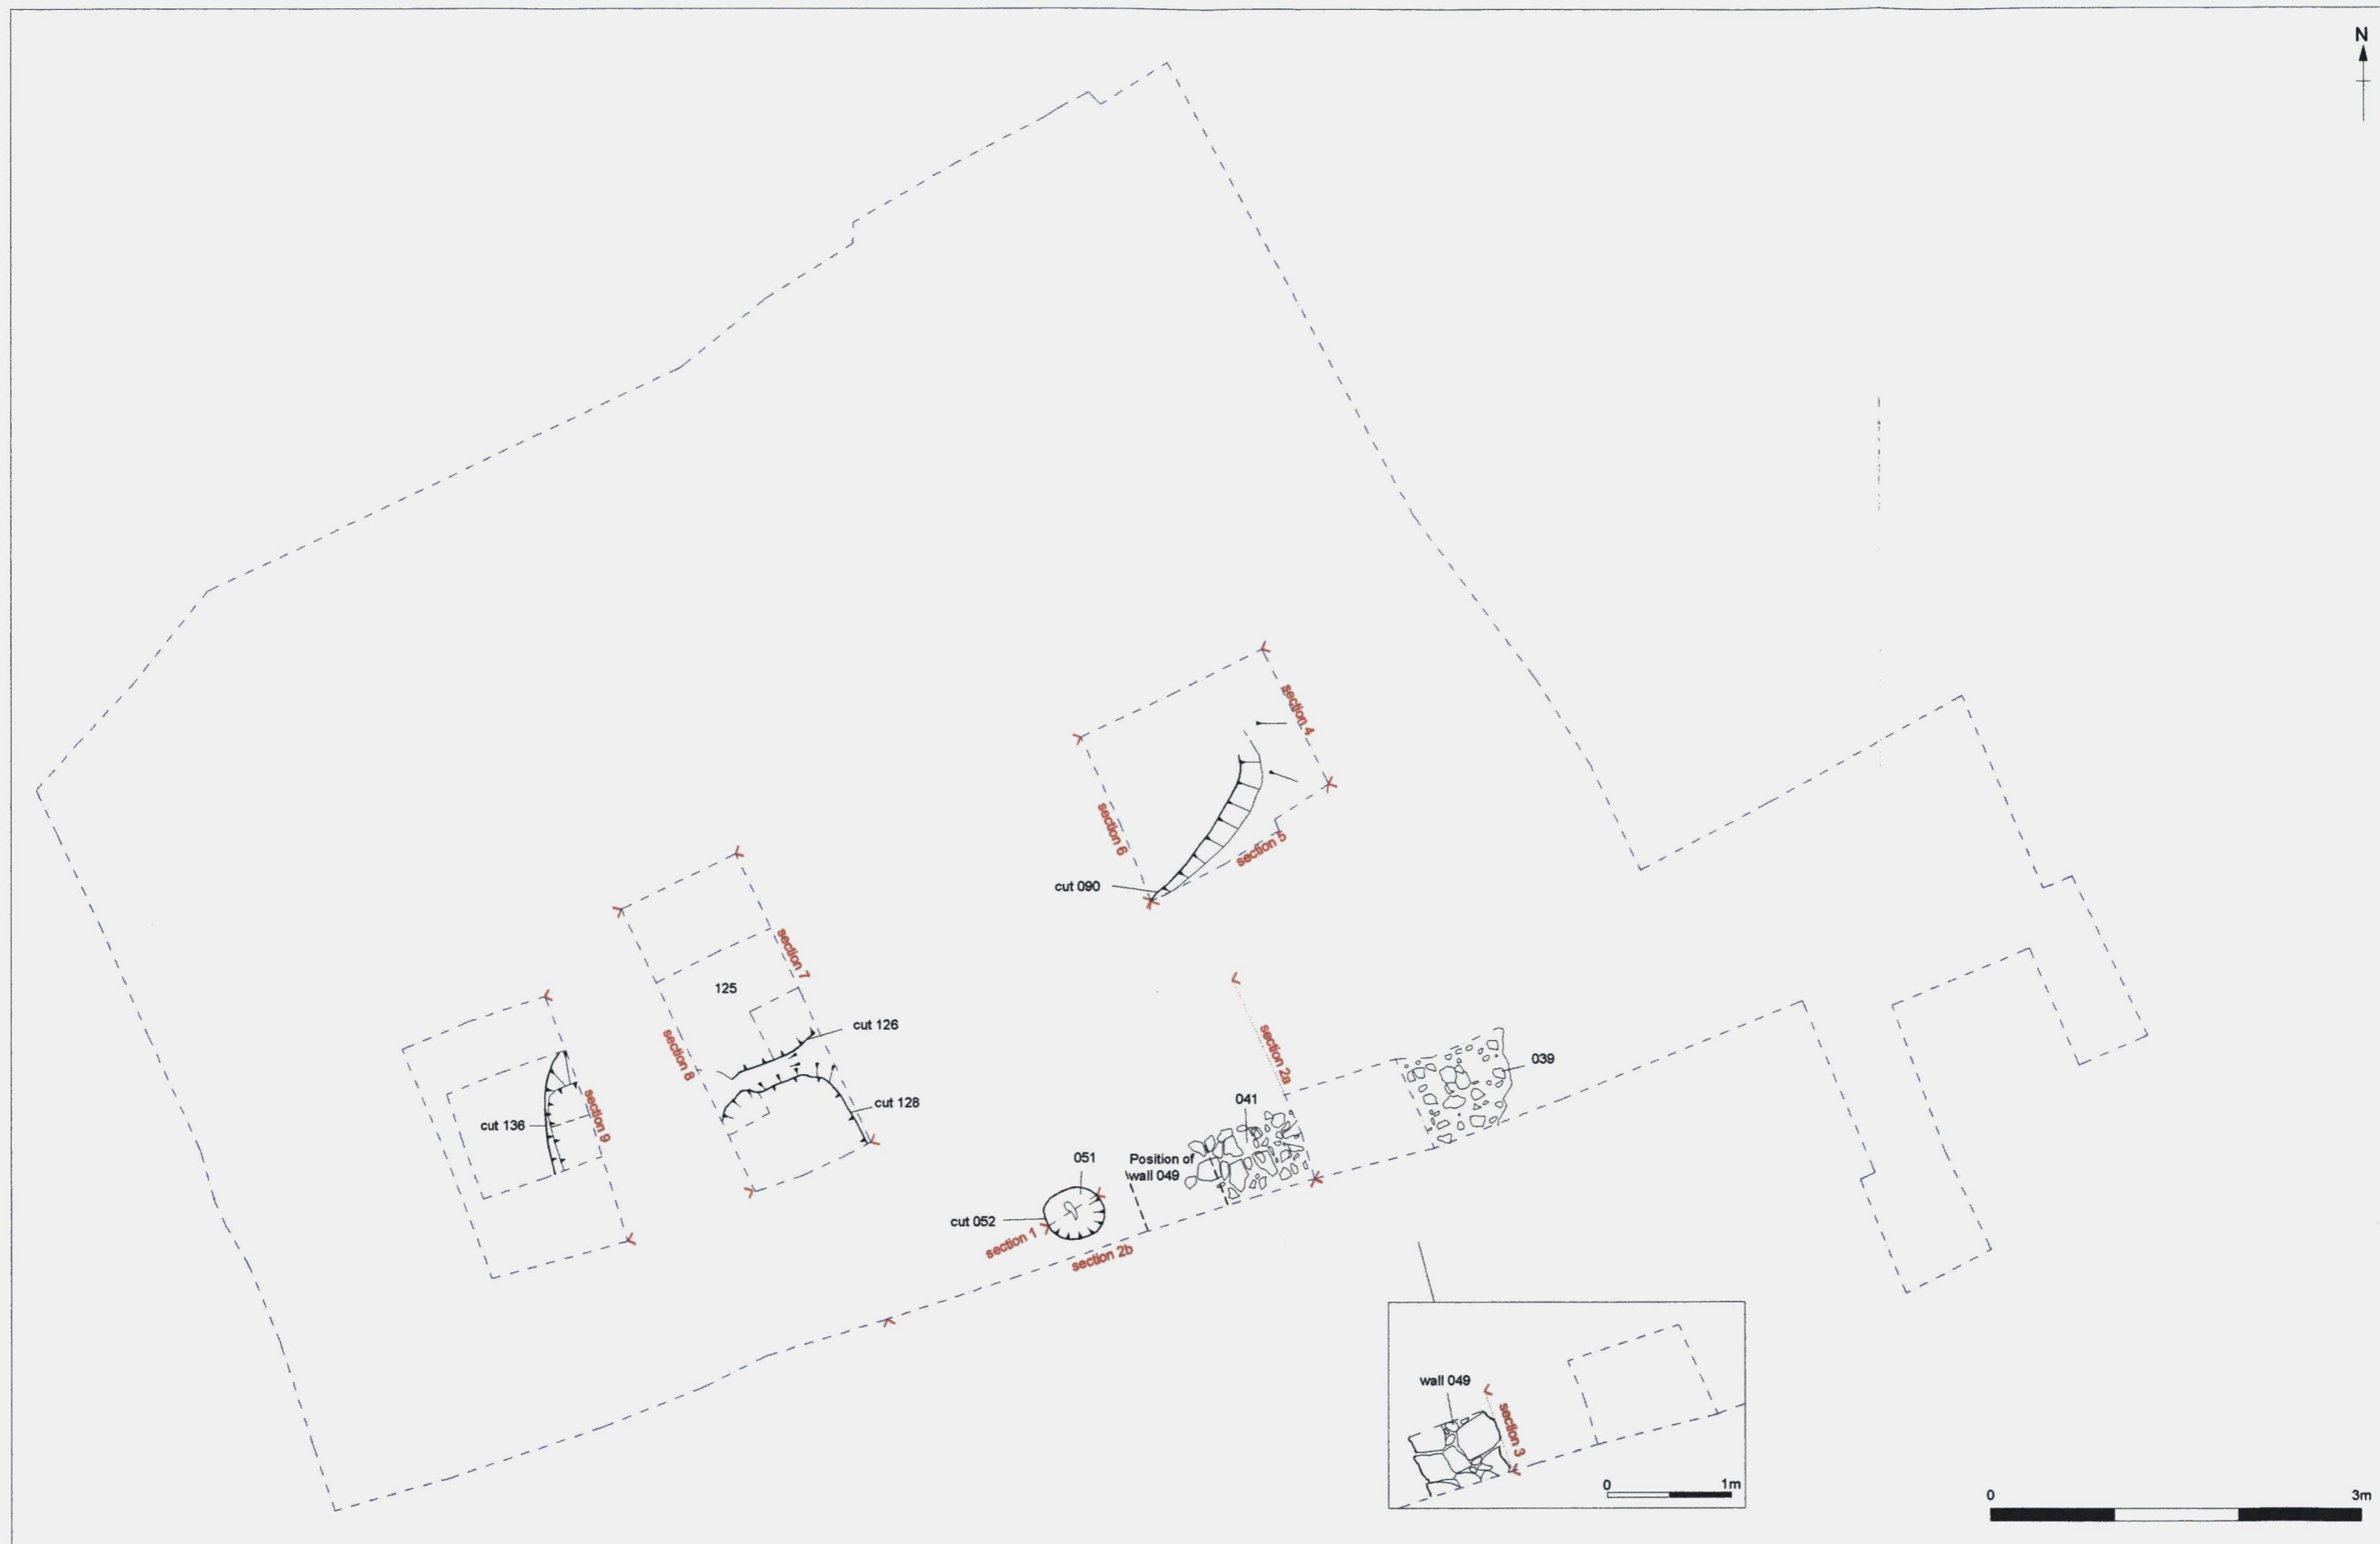 N
section 4
section 6
section 5
cut 090
section 7
125
section 8
cut 126
cut 128
cut 136
section 9
section 2a
039
041
051
Position of
wall 049
cut 052
section 1
section 2b
wall 049
section 3
0 1m
0 3m